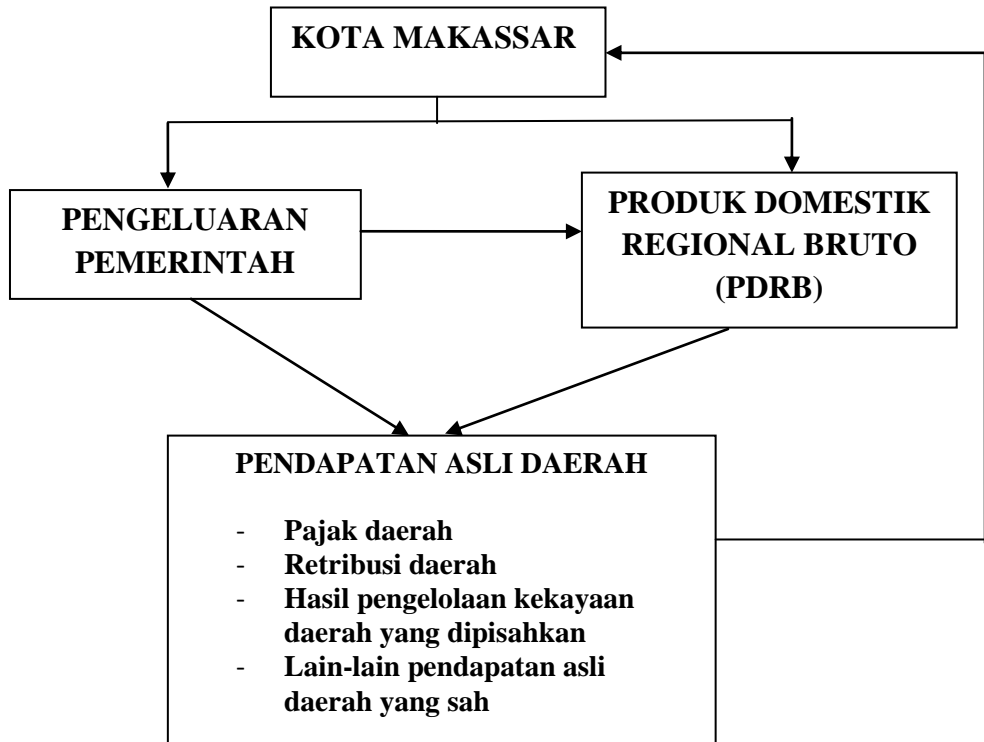 KOTA MAKASSAR
PENGELUARAN
PEMERINTAH
PRODUK DOMESTIK
REGIONAL BRUTO
(PDRB)
PENDAPATAN ASLI DAERAH
- Pajak daerah
- Retribusi daerah
- Hasil pengelolaan kekayaan
daerah yang dipisahkan
- Lain-lain pendapatan asli
daerah yang sah